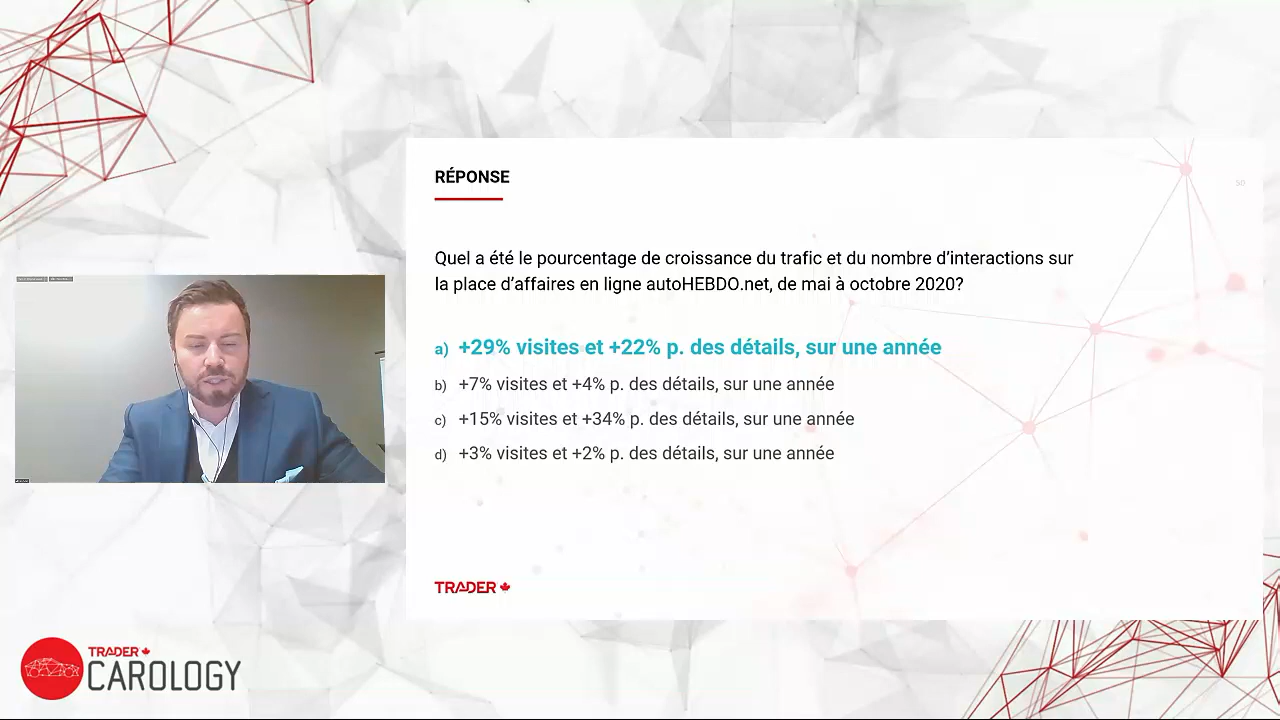 RÉPONSE
50
Quel a été le pourcentage de croissance du trafic et du nombre d’interactions sur
la place d’affaires en ligne autoHEBDO.net, de mai à octobre 2020?
a) +29% visites et +22% p. des détails, sur une année
b) +7% visites et +4% p. des détails, sur une année
c) +15% visites et +34% p. des détails, sur une année
d) +3% visites et +2% p. des détails, sur une année
TRADER
TRADER
CAROLOGY